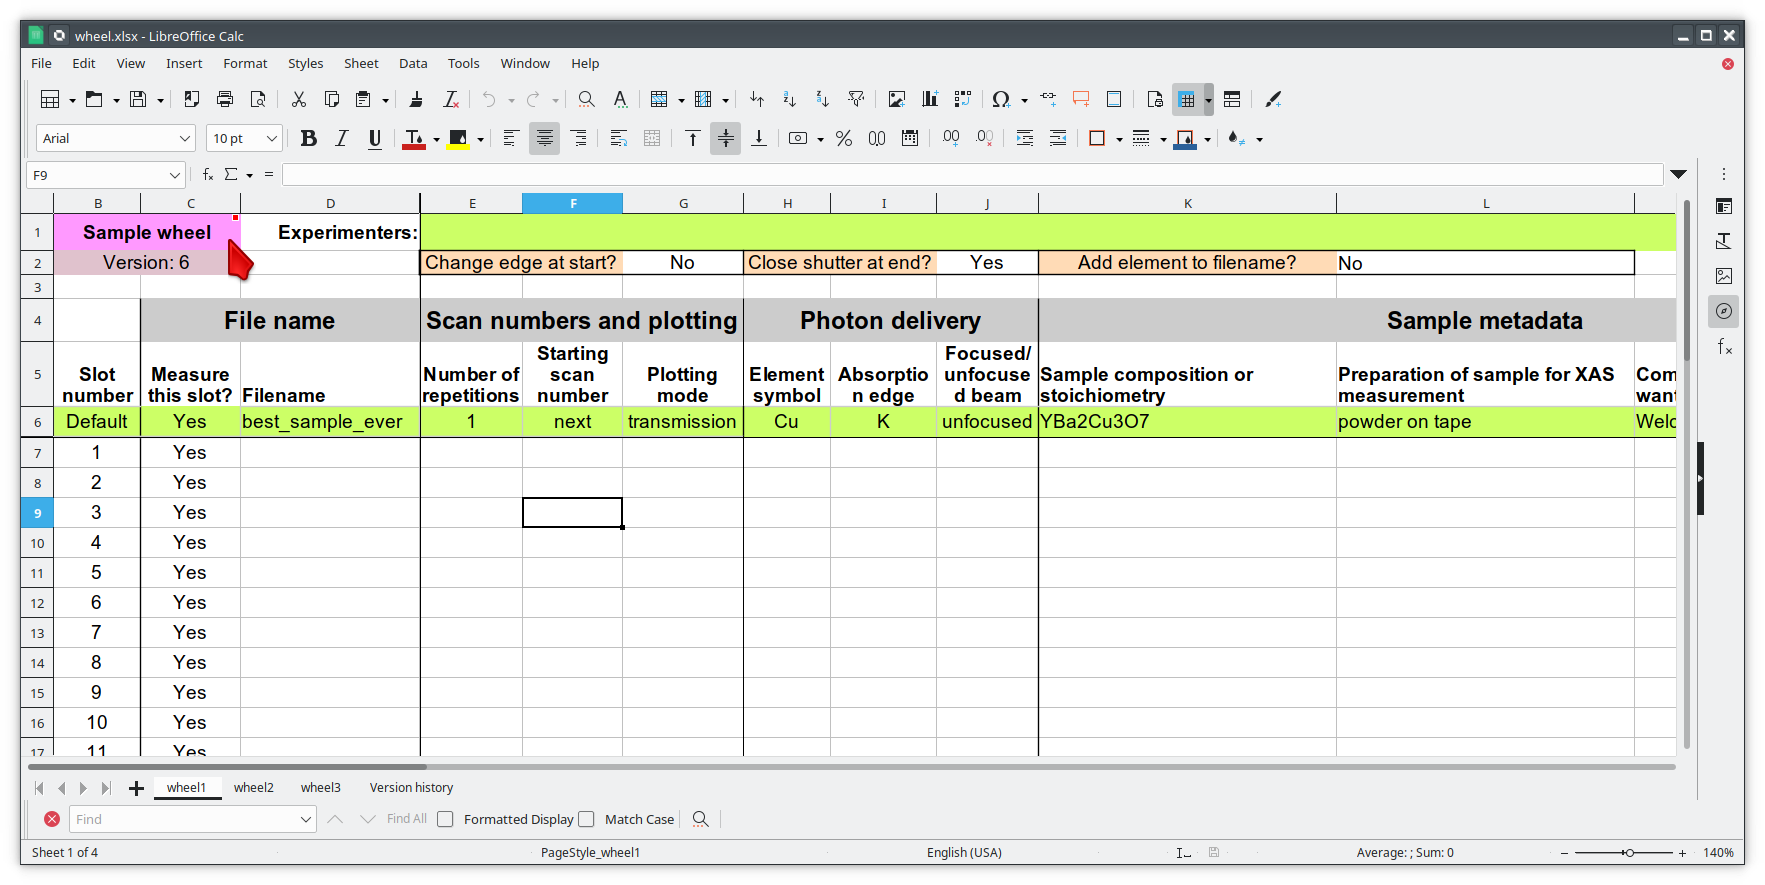 wheel.xlsx - LibreOffice Calc
File Edit View Insert Format Styles Sheet Data Tools Window Help
Arial 10 pt
F9
B C D E F G H I J K L
1 Sample wheel Experimenters:
2 Version: 6 Change edge at start? No Close shutter at end? Yes Add element to filename? No
3
4 File name Scan numbers and plotting Photon delivery Sample metadata
Starting Focused/
5 Slot Measure Number of scan Plotting Element Absorptio unfocuse Sample composition or Preparation of sample for XAS Com
number this slot? Filename repetitions number mode symbol n edge d beam stoichiometry measurement want
6 Default Yes best_sample_ever 1 next transmission Cu K unfocused YBa2Cu3O7 powder on tape Welc
7 1 Yes
8 2 Yes
9 3 Yes
10 4 Yes
11 5 Yes
12 6 Yes
13 7 Yes
14 8 Yes
15 9 Yes
16 10 Yes
17 11 Yes
wheel1 wheel2 wheel3 Version history
Find Find All Formatted Display Match Case
Sheet 1 of 4 PageStyle_wheel1 English (USA) Average: ; Sum: 0 140%